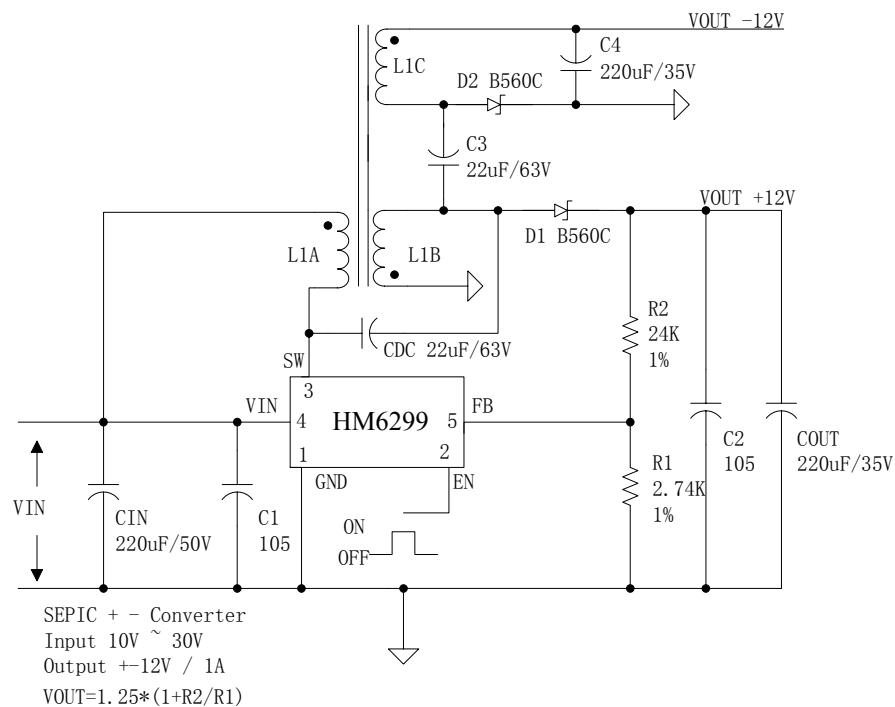 VOUT -12V
C4
220uF/35V
L1C
D2 B560C
C3
22uF/63V
VOUT +12V
D1 B560C
L1A
L1B
R2
24K
1%
CDC 22uF/63V
SW
3
VIN
4
HM6299
5
FB
1
2
GND
EN
C2
105
COUT
220uF/35V
R1
2.74K
1%
VIN
CIN
220uF/50V
C1
105
ON
OFF
SEPIC + - Converter
Input 10V ~ 30V
Output +-12V / 1A
VOUT=1.25*(1+R2/R1)